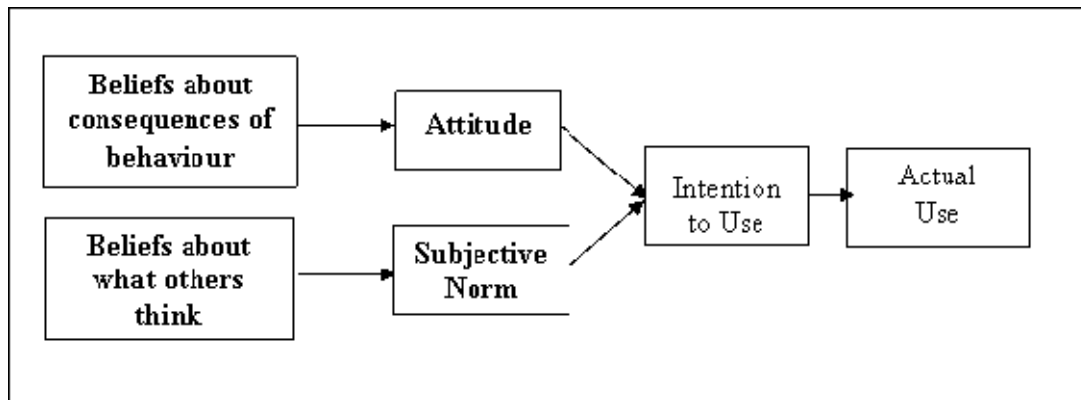 Beliefs about
consequences of
behaviour
Attitude
Beliefs about
what others
think
Subjective
Norm
Intention
to Use
Actual
Use